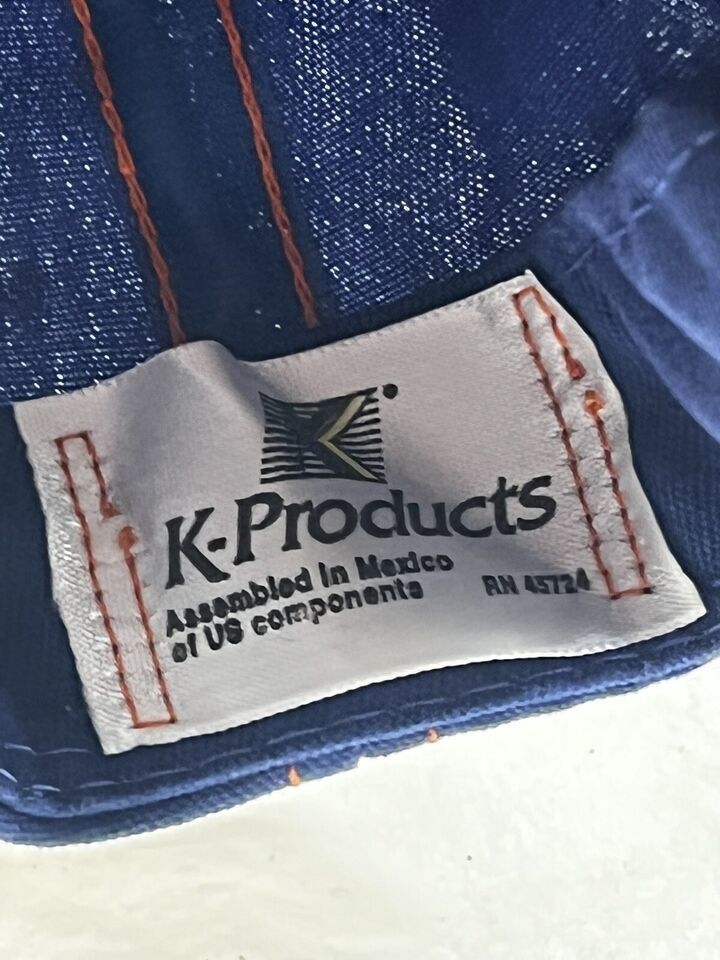 K-Products
Assembled in Mexico
of US components
RN 45724